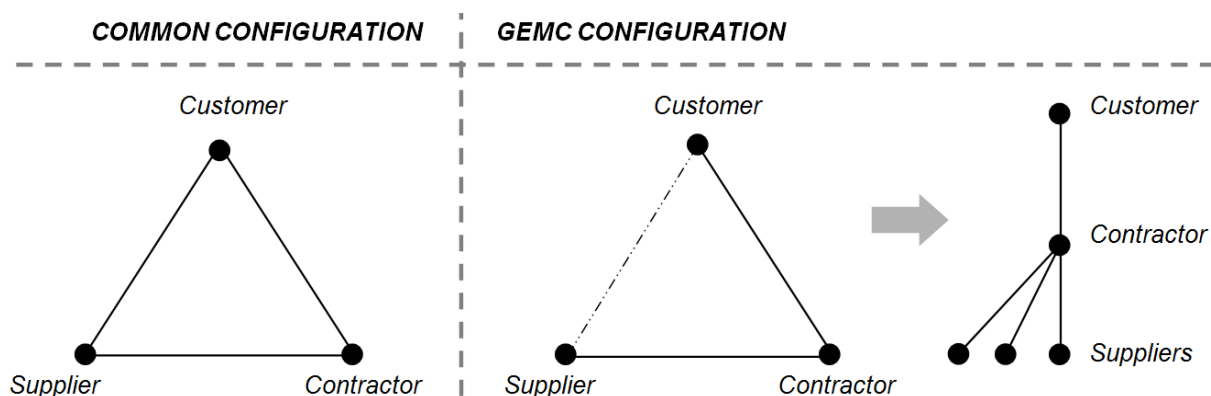 COMMON CONFIGURATION
GEMC CONFIGURATION
Customer
Supplier
Contractor
Customer
Supplier
Contractor
Customer
Contractor
Suppliers